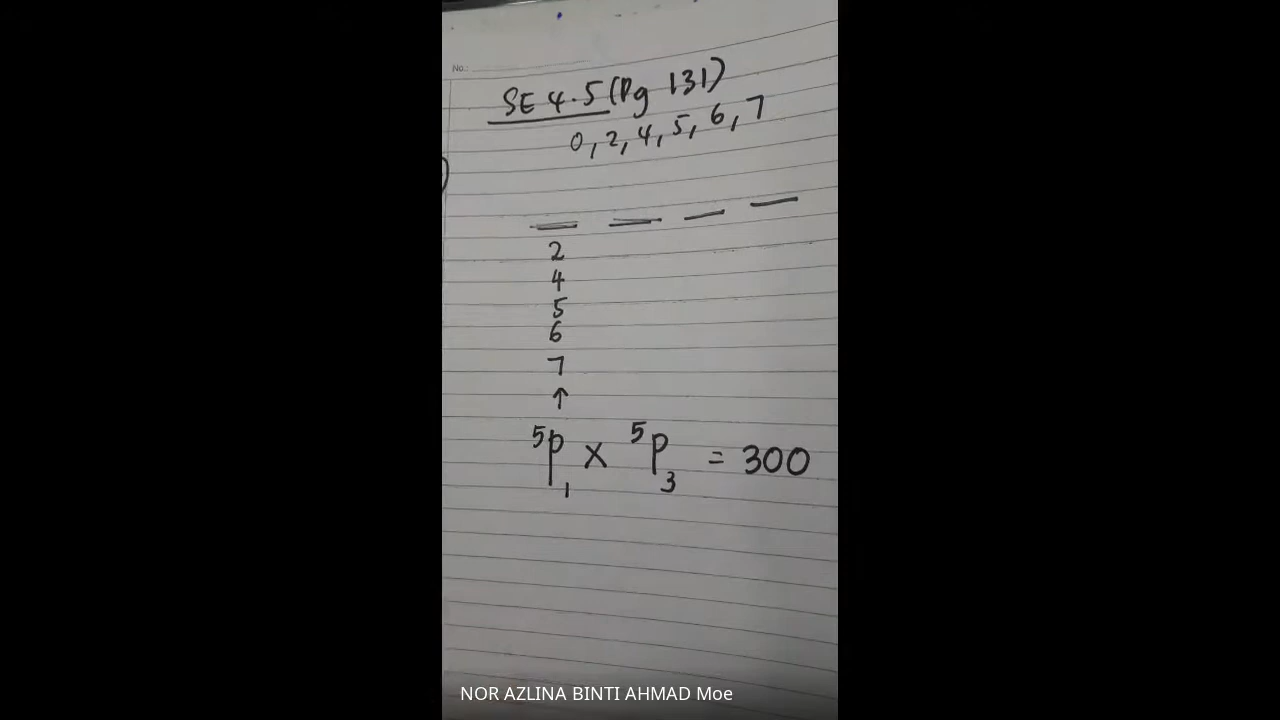 No.:
SE 4.5 (Pg 131)
0, 2, 4, 5, 6, 7
2
4
5
6
7
↑
⁵P₁ × ⁵P₃ = 300
NOR AZLINA BINTI AHMAD Moe